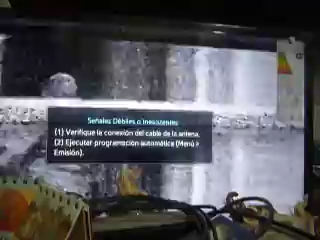 Señales Débiles o inexistentes
(1) Verifique la conexión del cable de la antena.
(2) Ejecutar programación automática (Menú >
Emisión).